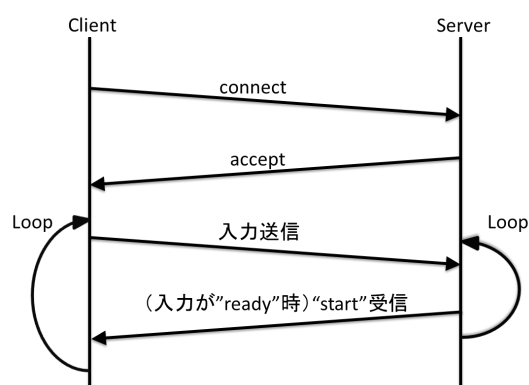 Client
Server
connect
accept
Loop
Loop
入力送信
（入力が”ready”時）“start”受信